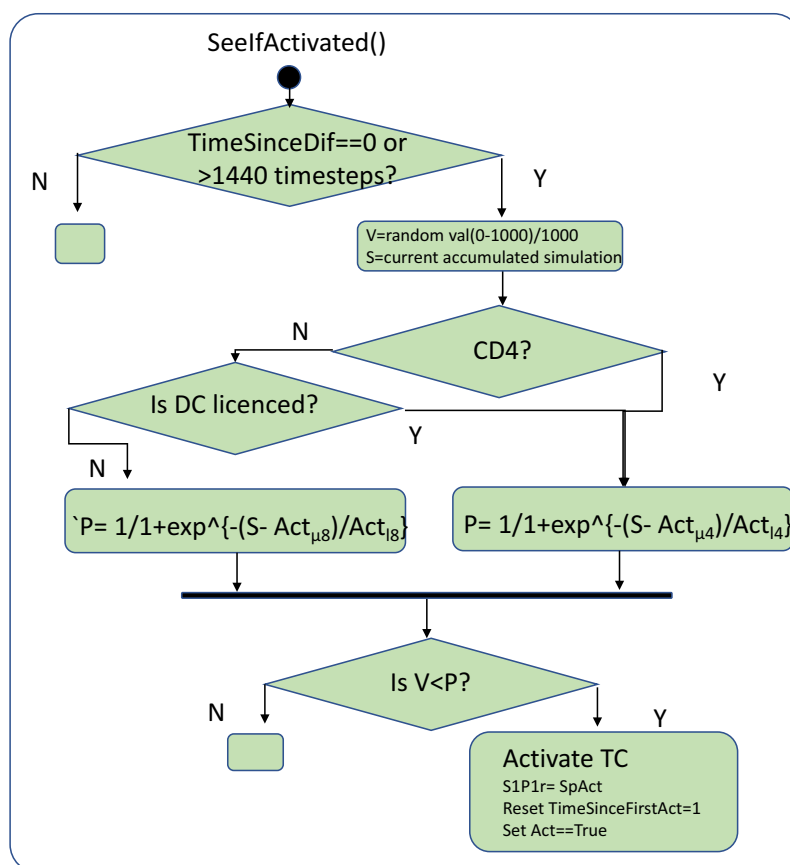 SeeIfActivated()
TimeSinceDif==0 or
>1440 timesteps?
N
Y
V=random val(0-1000)/1000
S=current accumulated simulation
N
CD4?
Y
Is DC licenced?
Y
N
`P= 1/1+exp^{-(S- Actμ8)/Actl8}
P= 1/1+exp^{-(S- Actμ4)/Actl4}
Is V<P?
N
Y
Activate TC
S1P1r= SpAct
Reset TimeSinceFirstAct=1
Set Act==True